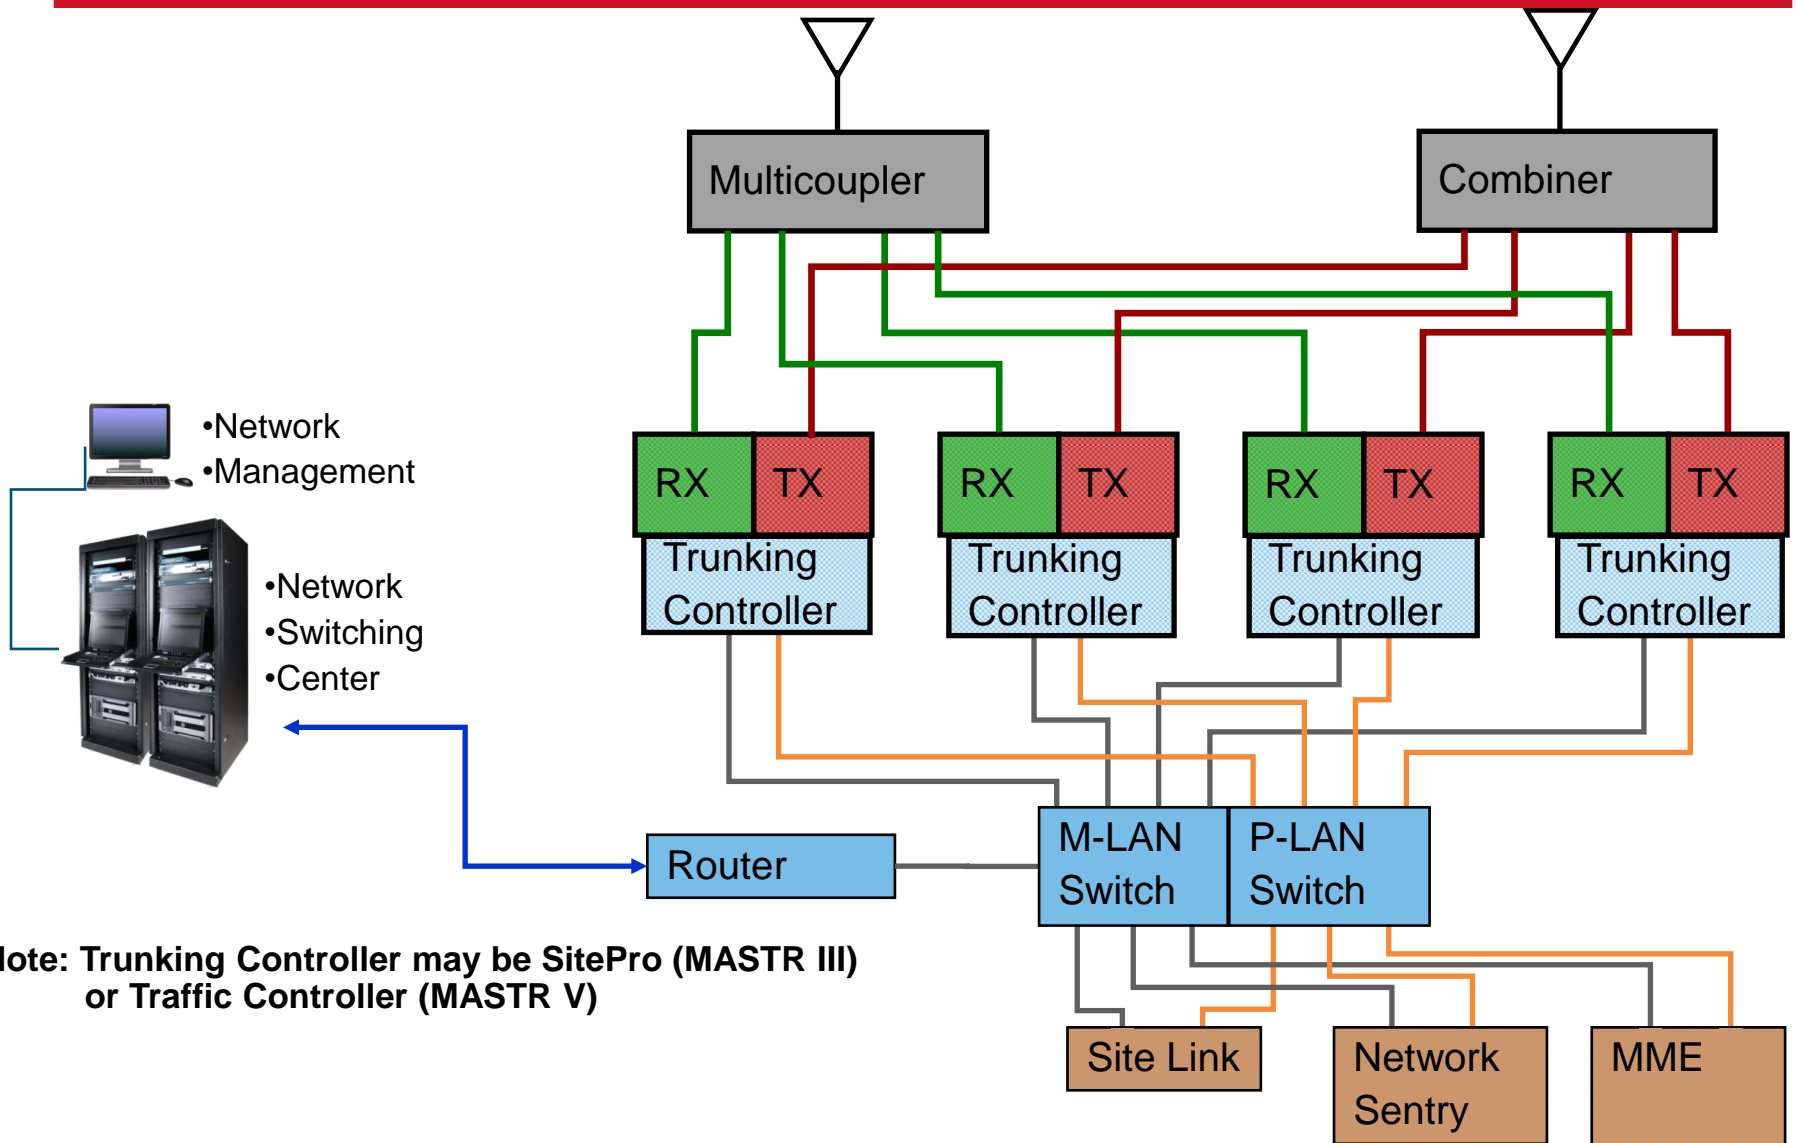 Multicoupler
Combiner
•Network
•Management
RX TX
RX TX
RX TX
RX TX
Trunking
Controller
Trunking
Controller
Trunking
Controller
Trunking
Controller
•Network
•Switching
•Center
Router
M-LAN
Switch
P-LAN
Switch
lote: Trunking Controller may be SitePro (MASTR III)
or Traffic Controller (MASTR V)
Site Link
Network
Sentry
MME